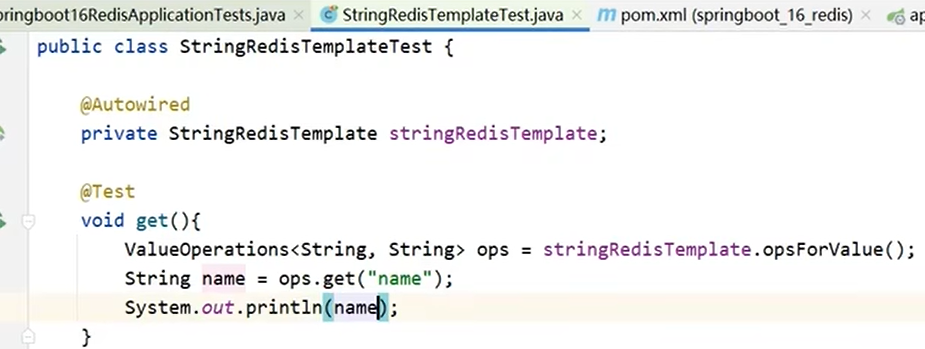 ringboot16RedisApplicationTests.java StringRedisTemplateTest.java pom.xml (springboot_16_redis)
public class StringRedisTemplateTest {
@Autowired
private StringRedisTemplate stringRedisTemplate;
@Test
void get(){
ValueOperations<String, String> ops = stringRedisTemplate.opsForValue();
String name = ops.get("name");
System.out.println(name);
}